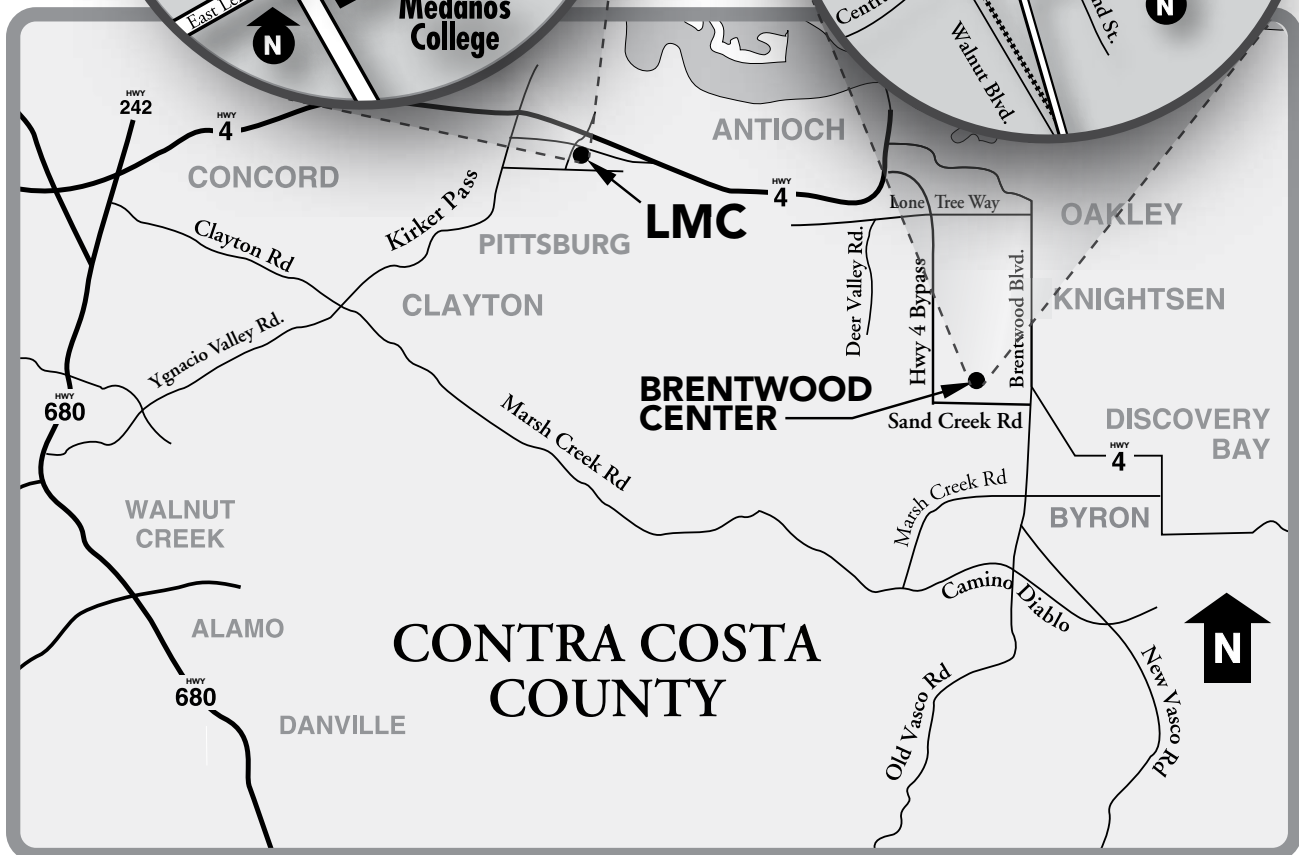 East
Medanos
College
N
Centr
Walnut Blvd.
nd St.
N
HWY
242
HWY
4
CONCORD
ANTIOCH
HWY
4
Kirker Pass
LMC
Lone Tree Way
OAKLEY
Clayton Rd
PITTSBURG
Deer Valley Rd.
Hwy 4 Bypass
Brentwood Blvd.
KNIGHTSEN
CLAYTON
Ygnacio Valley Rd.
HWY
680
BRENTWOOD
CENTER
Sand Creek Rd
DISCOVERY
BAY
HWY
4
Marsh Creek Rd
Marsh Creek Rd
BYRON
WALNUT
CREEK
Camino Diablo
ALAMO
CONTRA COSTA
COUNTY
N
HWY
680
DANVILLE
Old Vasco Rd
New Vasco Rd